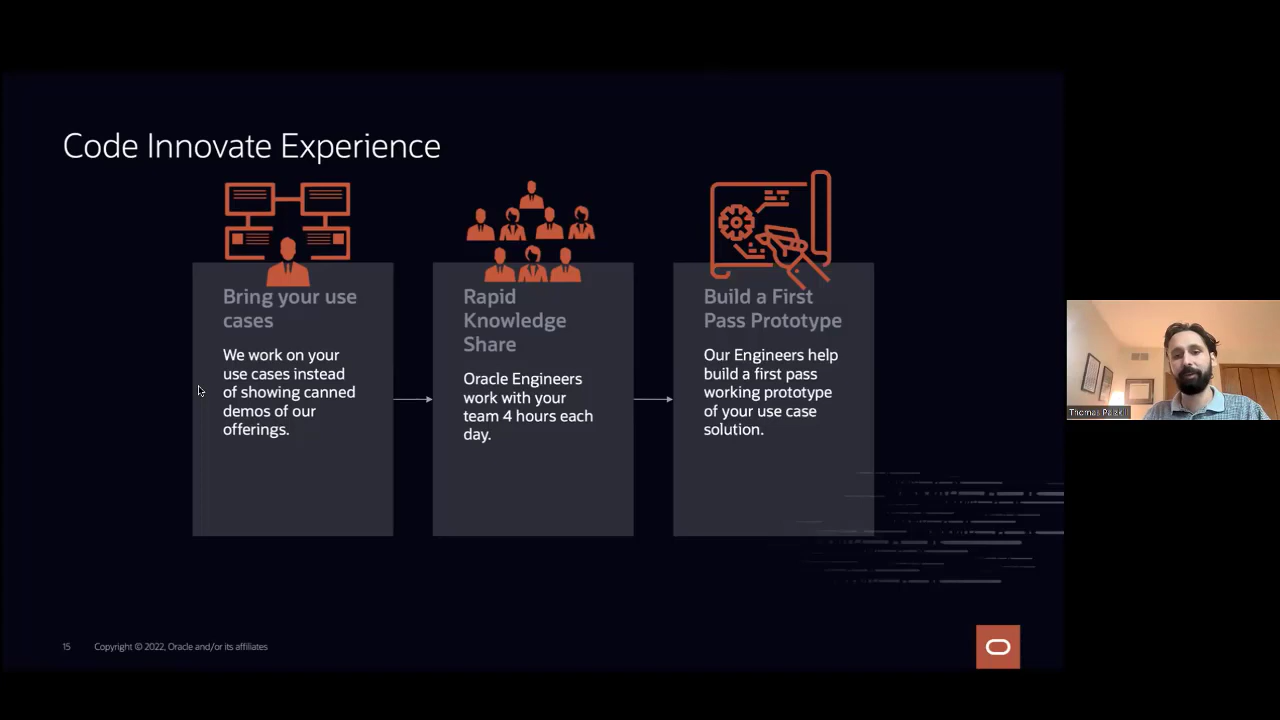 Code Innovate Experience
Bring your use
cases
We work on your
use cases instead
of showing canned
demos of our
offerings.
Rapid
Knowledge
Share
Oracle Engineers
work with your
team 4 hours each
day.
Build a First
Pass Prototype
Our Engineers help
build a first pass
working prototype
of your use case
solution.
Thomas
15
Copyright © 2022, Oracle and/or its affiliates